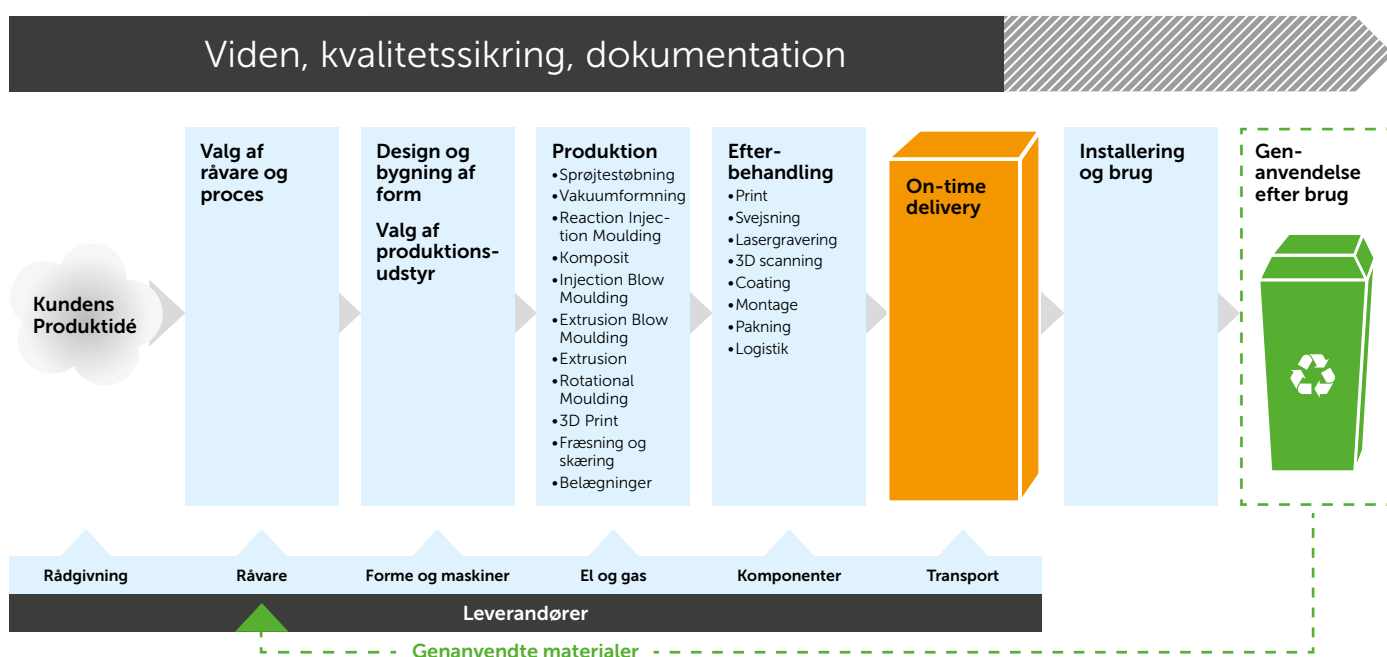 Viden, kvalitetssikring, dokumentation
Kundens
Produktidé
Valg af
råvare og
proces
Design og
bygning af
form
Valg af
produktions-
udstyr
Produktion
•Sprøjtestøbning
•Vakuumformning
•Reaction Injec-
tion Moulding
•Komposit
•Injection Blow
Moulding
•Extrusion Blow
Moulding
•Extrusion
•Rotational
Moulding
•3D Print
•Fræsning og
skæring
•Belægninger
Efter-
behandling
•Print
•Svejsning
•Lasergravering
•3D scanning
•Coating
•Montage
•Pakning
•Logistik
On-time
delivery
Installering
og brug
Gen-
anvendelse
efter brug
Rådgivning
Råvare
Forme og maskiner
El og gas
Komponenter
Transport
Leverandører
Genanvendte materialer